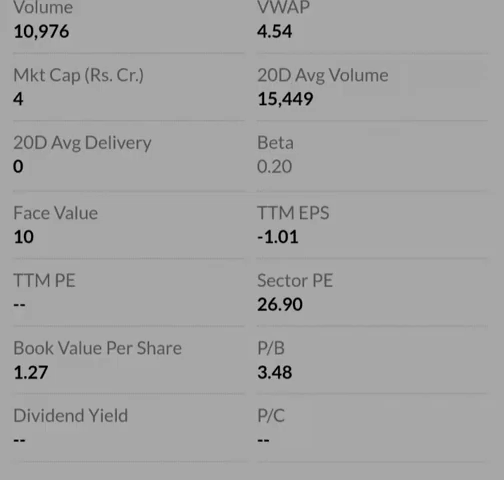 Volume VWAP
10,976 4.54
Mkt Cap (Rs. Cr.) 20D Avg Volume
4 15,449
20D Avg Delivery Beta
0 0.20
Face Value TTM EPS
10 -1.01
TTM PE Sector PE
-- 26.90
Book Value Per Share P/B
1.27 3.48
Dividend Yield P/C
-- --